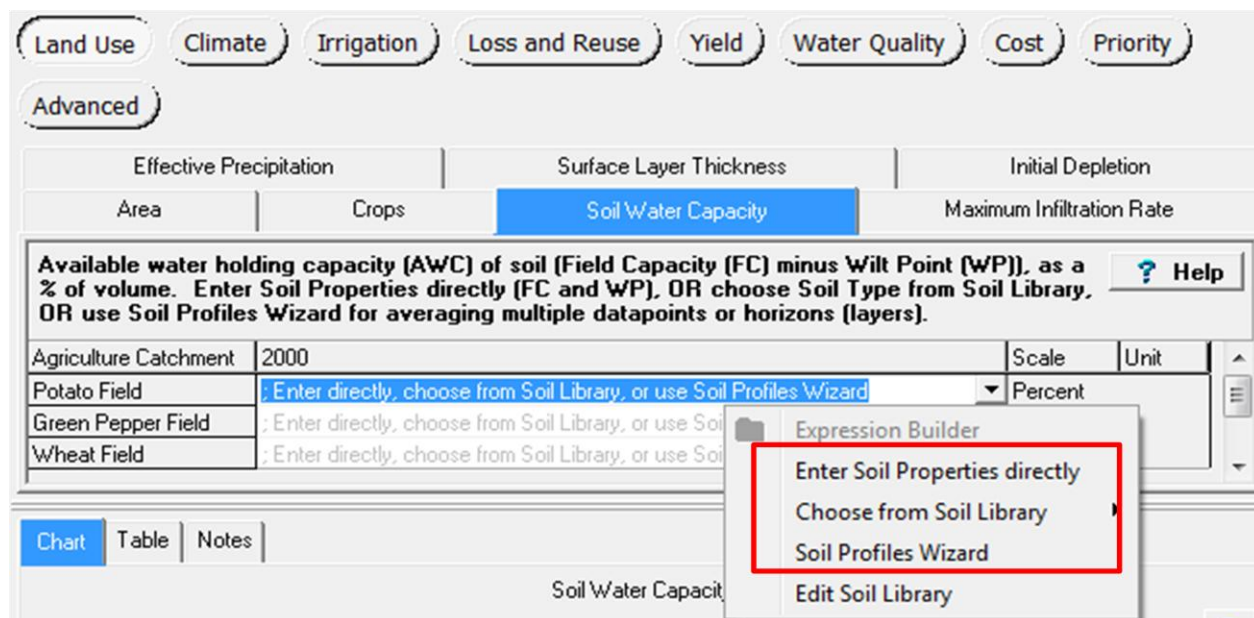 Land Use Climate Irrigation Loss and Reuse Yield Water Quality Cost Priority
Advanced
Effective Precipitation Surface Layer Thickness Initial Depletion
Area Crops Soil Water Capacity Maximum Infiltration Rate
Available water holding capacity (AWC) of soil (Field Capacity (FC) minus Wilt Point (WP)), as a
% of volume. Enter Soil Properties directly (FC and WP), OR choose Soil Type from Soil Library,
OR use Soil Profiles Wizard for averaging multiple datapoints or horizons (layers).
? Help
Agriculture Catchment 2000 Scale Unit
Potato Field ; Enter directly, choose from Soil Library, or use Soil Profiles Wizard Percent
Green Pepper Field ; Enter directly, choose from Soil Library, or use Soi
Wheat Field ; Enter directly, choose from Soil Library, or use Soi
Expression Builder
Enter Soil Properties directly
Choose from Soil Library
Soil Profiles Wizard
Edit Soil Library
Chart Table Notes
Soil Water Capacit